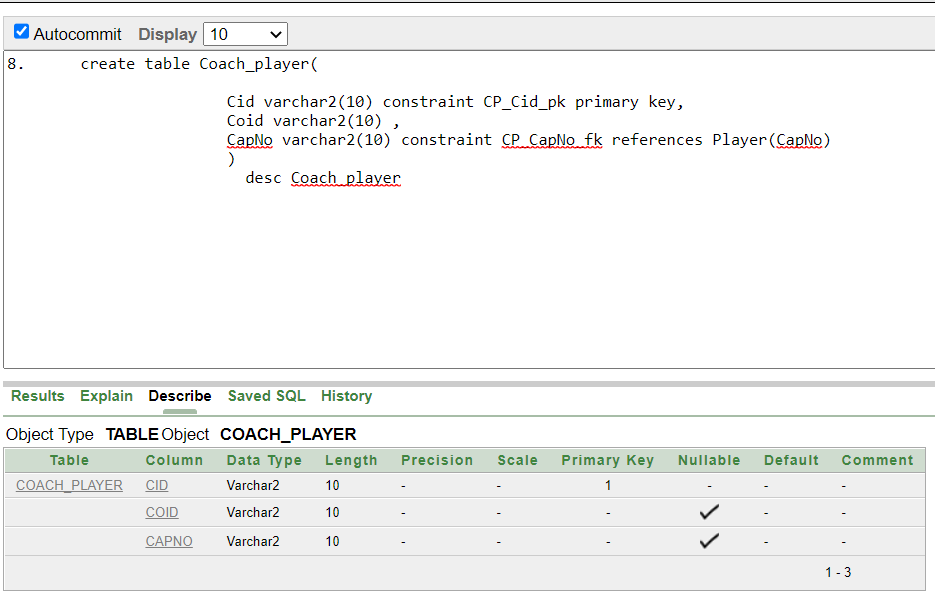 Autocommit Display 10
8. create table Coach_player(
Cid varchar2(10) constraint CP_Cid_pk primary key,
Coid varchar2(10) ,
CapNo varchar2(10) constraint CP_CapNo_fk references Player(CapNo)
)
desc Coach_player
Results Explain Describe Saved SQL History
Object Type TABLE Object COACH_PLAYER
Table Column Data Type Length Precision Scale Primary Key Nullable Default Comment
COACH_PLAYER CID Varchar2 10 - - 1 - - -
COID Varchar2 10 - - - - -
CAPNO Varchar2 10 - - - - -
1 - 3